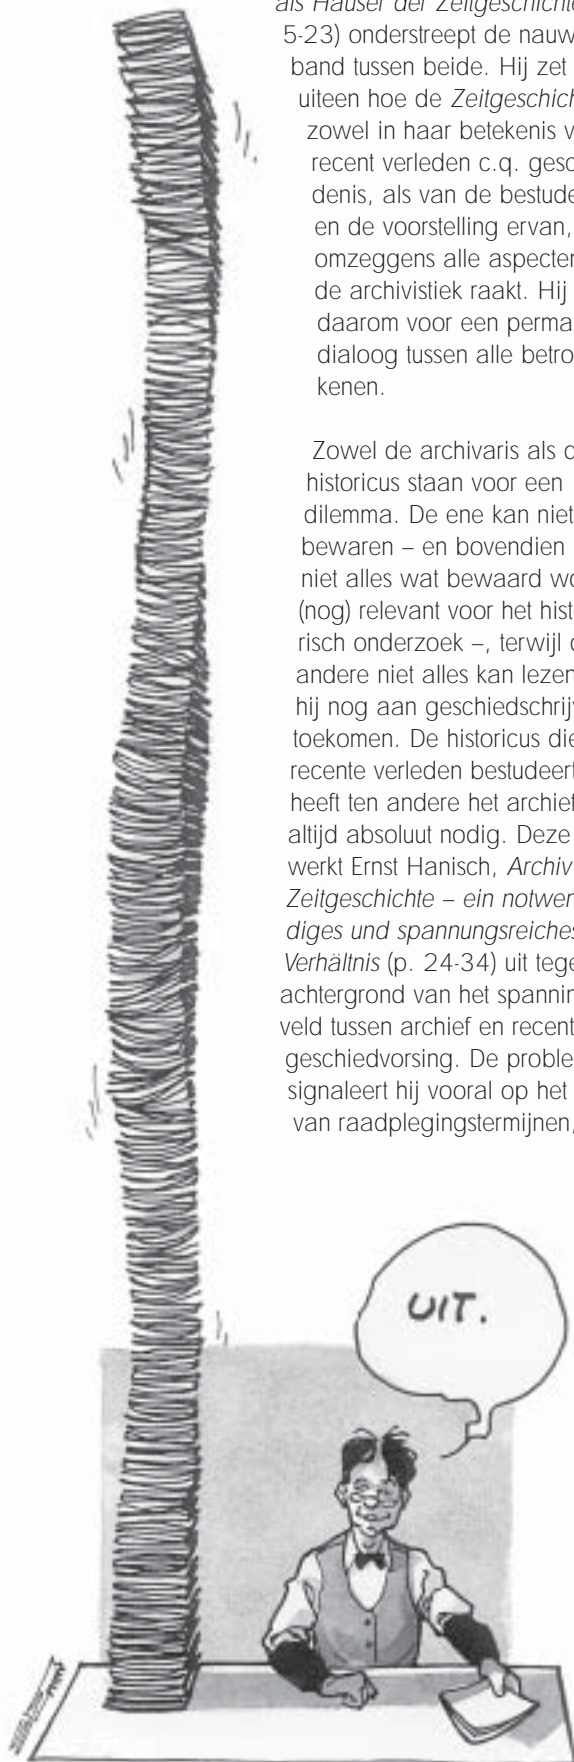 als Häuser der Zeitgeschichte
5-23) onderstreept de nauw
band tussen beide. Hij zet
uiteen hoe de Zeitgeschich
zowel in haar betekenis v
recent verleden c.q. gesc
denis, als van de bestude
en de voorstelling ervan,
omzeggens alle aspecten
de archivistiek raakt. Hij
daarom voor een perma
dialoog tussen alle betro
kenen.
Zowel de archivaris als d
historicus staan voor een
dilemma. De ene kan niet
bewaren – en bovendien
niet alles wat bewaard wo
(nog) relevant voor het hist
risch onderzoek –, terwijl d
andere niet alles kan lezen
hij nog aan geschiedschrijv
toekomen. De historicus die
recente verleden bestudeert
heeft ten andere het archief
altijd absoluut nodig. Deze
werkt Ernst Hanisch, Archiv
Zeitgeschichte – ein notwen
diges und spannungsreiches
Verhältnis (p. 24-34) uit tege
achtergrond van het spannin
veld tussen archief en recent
geschiedvorsing. De proble
signaleert hij vooral op het
van raadplegingstermijnen,
UIT.